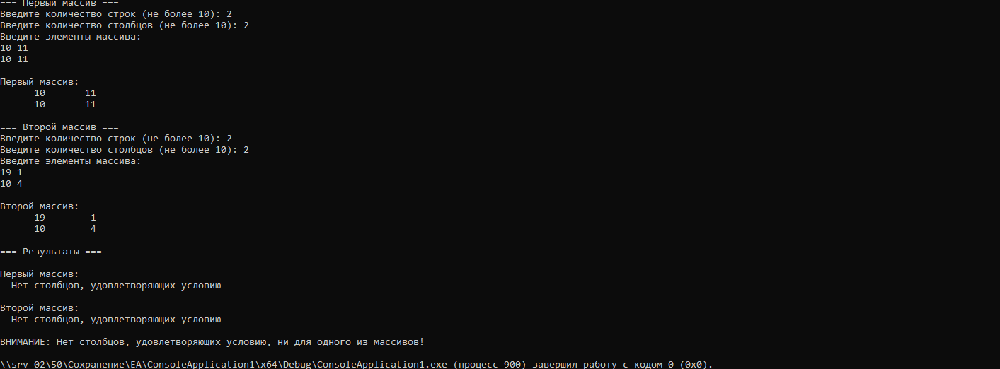 === Первый массив ===
Введите количество строк (не более 10): 2
Введите количество столбцов (не более 10): 2
Введите элементы массива:
10 11
10 11
Первый массив:
10 11
10 11
=== Второй массив ===
Введите количество строк (не более 10): 2
Введите количество столбцов (не более 10): 2
Введите элементы массива:
19 1
10 4
Второй массив:
19 1
10 4
=== Результаты ===
Первый массив:
Нет столбцов, удовлетворяющих условию
Второй массив:
Нет столбцов, удовлетворяющих условию
ВНИМАНИЕ: Нет столбцов, удовлетворяющих условию, ни для одного из массивов!
\\srv-02\50\Сохранение\EA\ConsoleApplication1\x64\Debug\ConsoleApplication1.exe (процесс 900) завершил работу с кодом 0 (0x0).